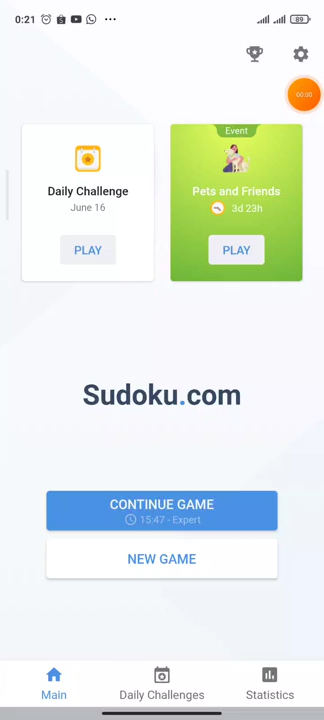 0:21
89
00:00
Daily Challenge
June 16
PLAY
Event
Pets and Friends
3d 23h
PLAY
Sudoku.com
CONTINUE GAME
15:47 - Expert
NEW GAME
Main
Daily Challenges
Statistics